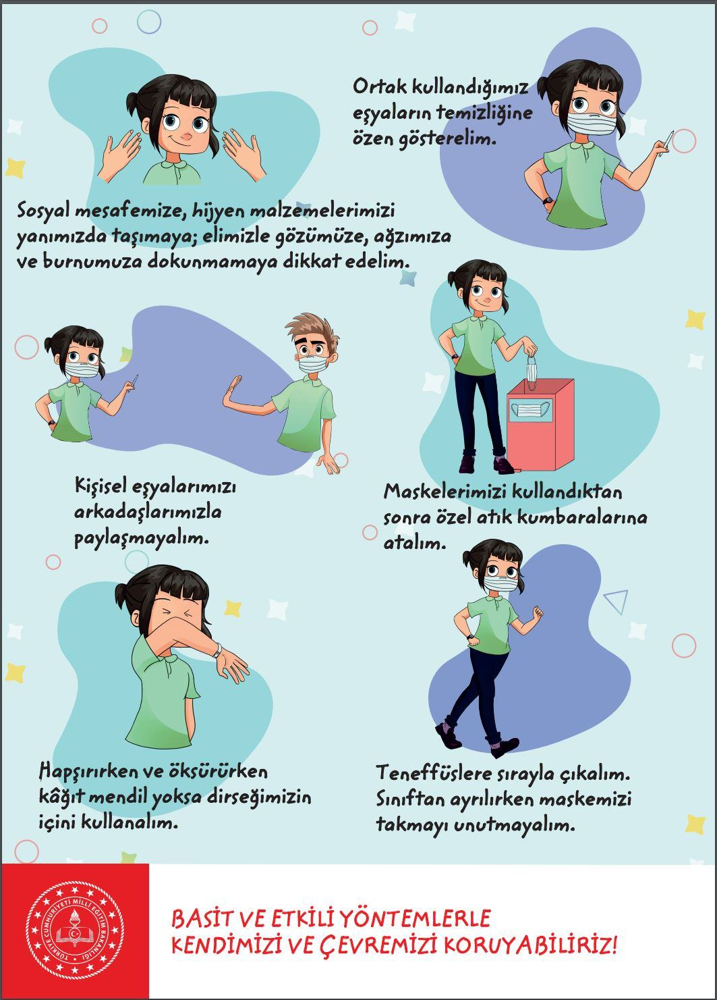 Ortak kullandığımız
eşyaların temizliğine
özen gösterelim.
Sosyal mesafemize, hijyen malzemelerimizi
yanımızda taşımaya; elimizle gözümüze, ağzımıza
ve burnumuza dokunmamaya dikkat edelim.
Kişisel eşyalarımızı
arkadaşlarımızla
paylaşmayalım.
Maskelerimizi kullandıktan
sonra özel atık kumbaralarına
atalım.
Hapşırırken ve öksürürken
kâğıt mendil yoksa dirseğimizin
içini kullanalım.
Teneffüslere sırayla çıkalım.
Sınıftan ayrılırken maskemizi
takmayı unutmayalım.
TÜRKİYE CUMHURİYETİ MİLLİ EĞİTİM BAKANLIĞI
BASİT VE ETKİLİ YÖNTEMLERLE
KENDİMİZİ VE ÇEVREMİZİ KORUYABİLİRİZ!